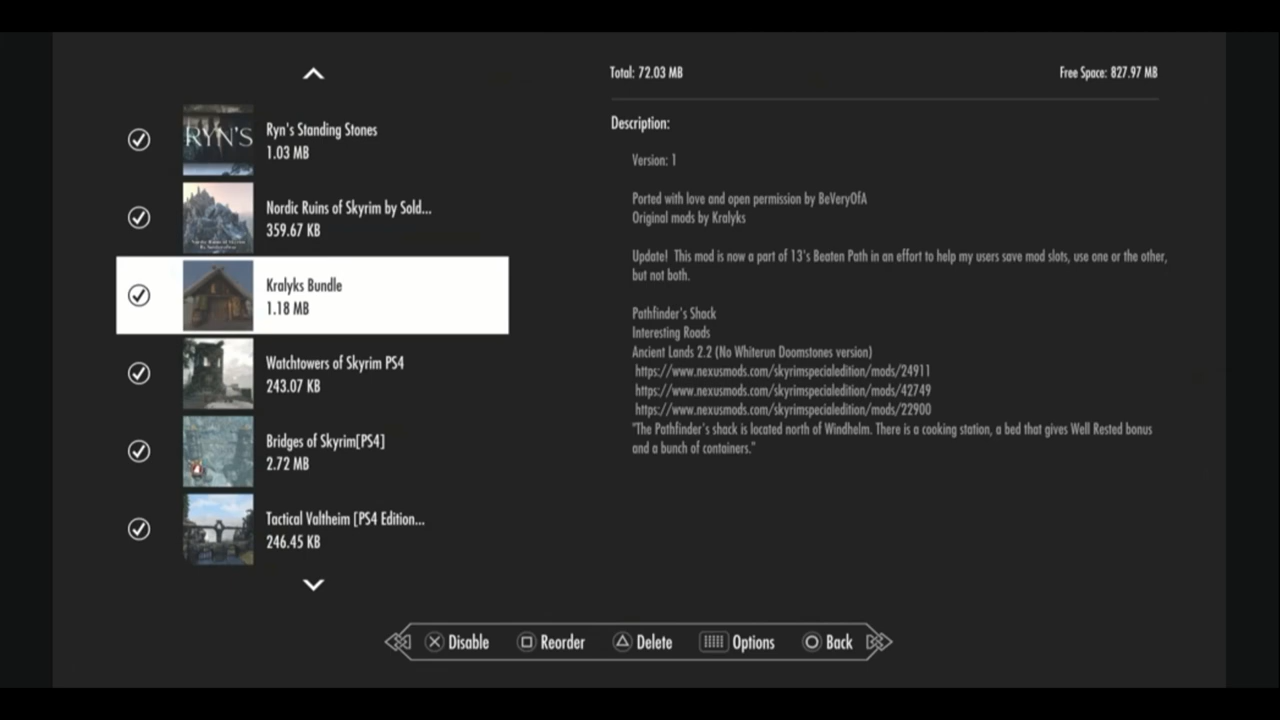 Total: 72.03 MB
Free Space: 827.97 MB
RYN'S
Ryn's Standing Stones
1.03 MB
Nordic Ruins of Skyrim by Sold...
359.67 KB
Kralyks Bundle
1.18 MB
Watchtowers of Skyrim PS4
243.07 KB
Bridges of Skyrim[PS4]
2.72 MB
Tactical Valtheim [PS4 Edition...
246.45 KB
Description:
Version: 1
Ported with love and open permission by BeVeryOfA
Original mods by Kralyks
Update!  This mod is now a part of 13's Beaten Path in an effort to help my users save mod slots, use one or the other,
but not both.
Pathfinder's Shack
Interesting Roads
Ancient Lands 2.2 (No Whiterun Doomstones version)
https://www.nexusmods.com/skyrimspecialedition/mods/24911
https://www.nexusmods.com/skyrimspecialedition/mods/42749
https://www.nexusmods.com/skyrimspecialedition/mods/22900
"The Pathfinder's shack is located north of Windhelm. There is a cooking station, a bed that gives Well Rested bonus
and a bunch of containers."
Disable Reorder Delete Options Back